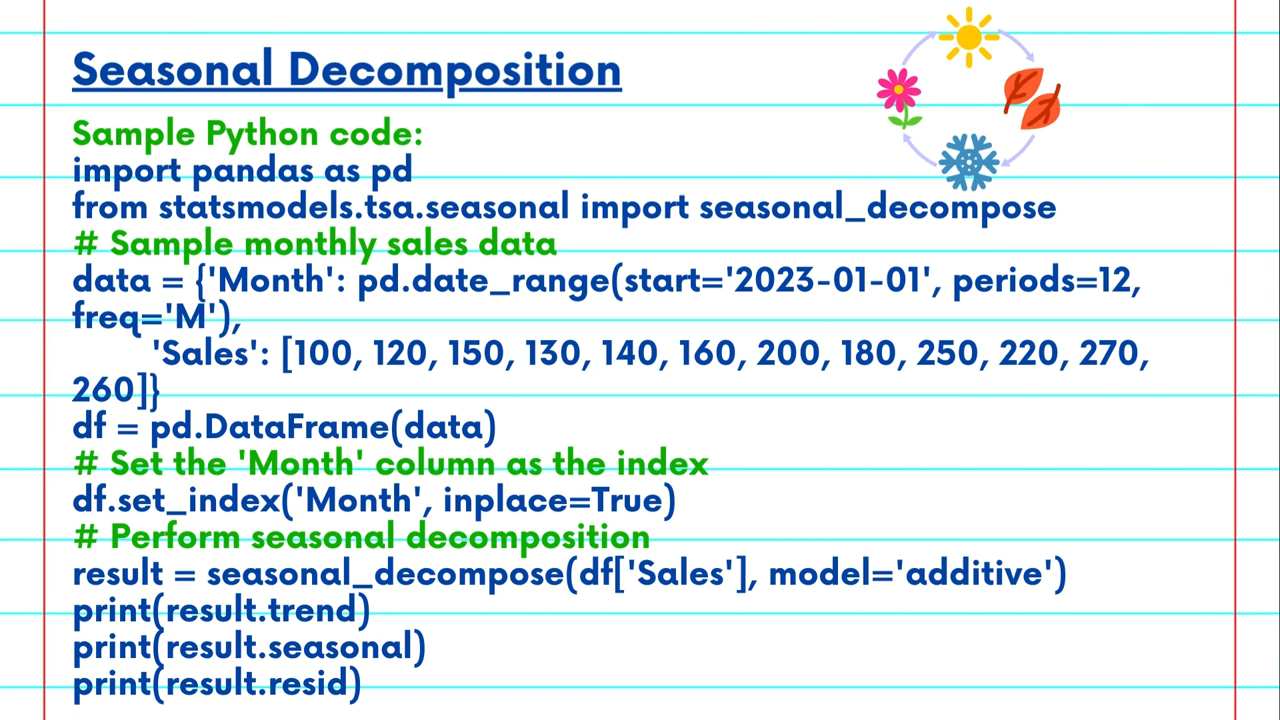 Seasonal Decomposition
Sample Python code:
import pandas as pd
from statsmodels.tsa.seasonal import seasonal_decompose
# Sample monthly sales data
data = {'Month': pd.date_range(start='2023-01-01', periods=12,
freq='M'),
'Sales': [100, 120, 150, 130, 140, 160, 200, 180, 250, 220, 270,
260]}
df = pd.DataFrame(data)
# Set the 'Month' column as the index
df.set_index('Month', inplace=True)
# Perform seasonal decomposition
result = seasonal_decompose(df['Sales'], model='additive')
print(result.trend)
print(result.seasonal)
print(result.resid)